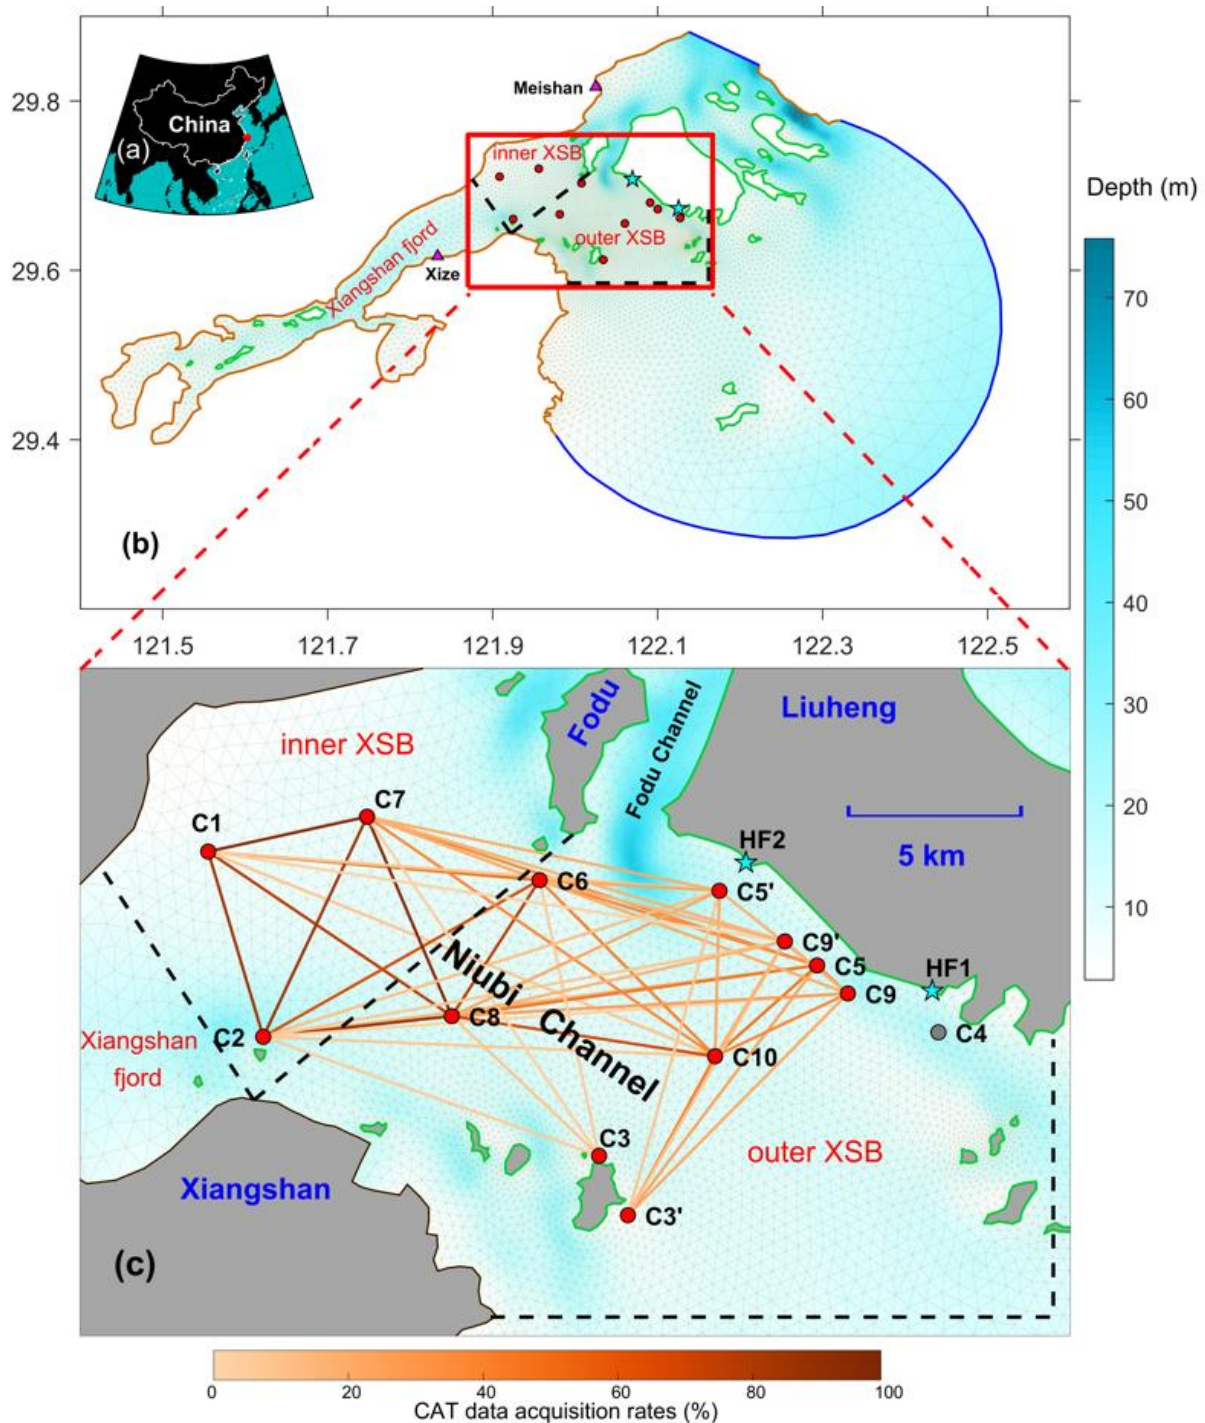 29.8
29.6
29.4
China
(a)
Meishan
inner XSB
outer XSB
Xiangshan fjord
Xize
(b)
121.5
121.7
121.9
122.1
122.3
122.5
Depth (m)
70
60
50
40
30
20
10
inner XSB
Fodu
Fodu Channel
Liuheng
5 km
C7
C1
HF2
C6
C5'
C9'
C5
HF1
C9
C4
Niubi
Channel
C8
C2
C10
Xiangshan
fjord
C3
outer XSB
Xiangshan
C3'
(c)
0
20
40
60
80
100
CAT data acquisition rates (%)